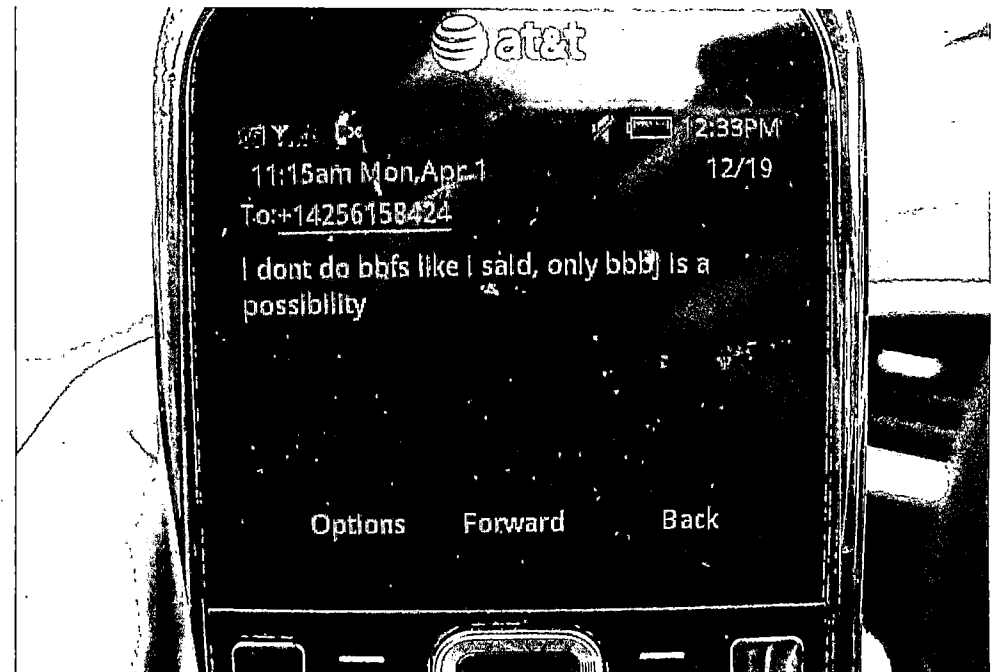 at&t
12:33PM
11:15am Mon,Apr 1
12/19
To:+14256158424
I dont do bbfs like I said, only bbbj is a
possibility
Options Forward Back